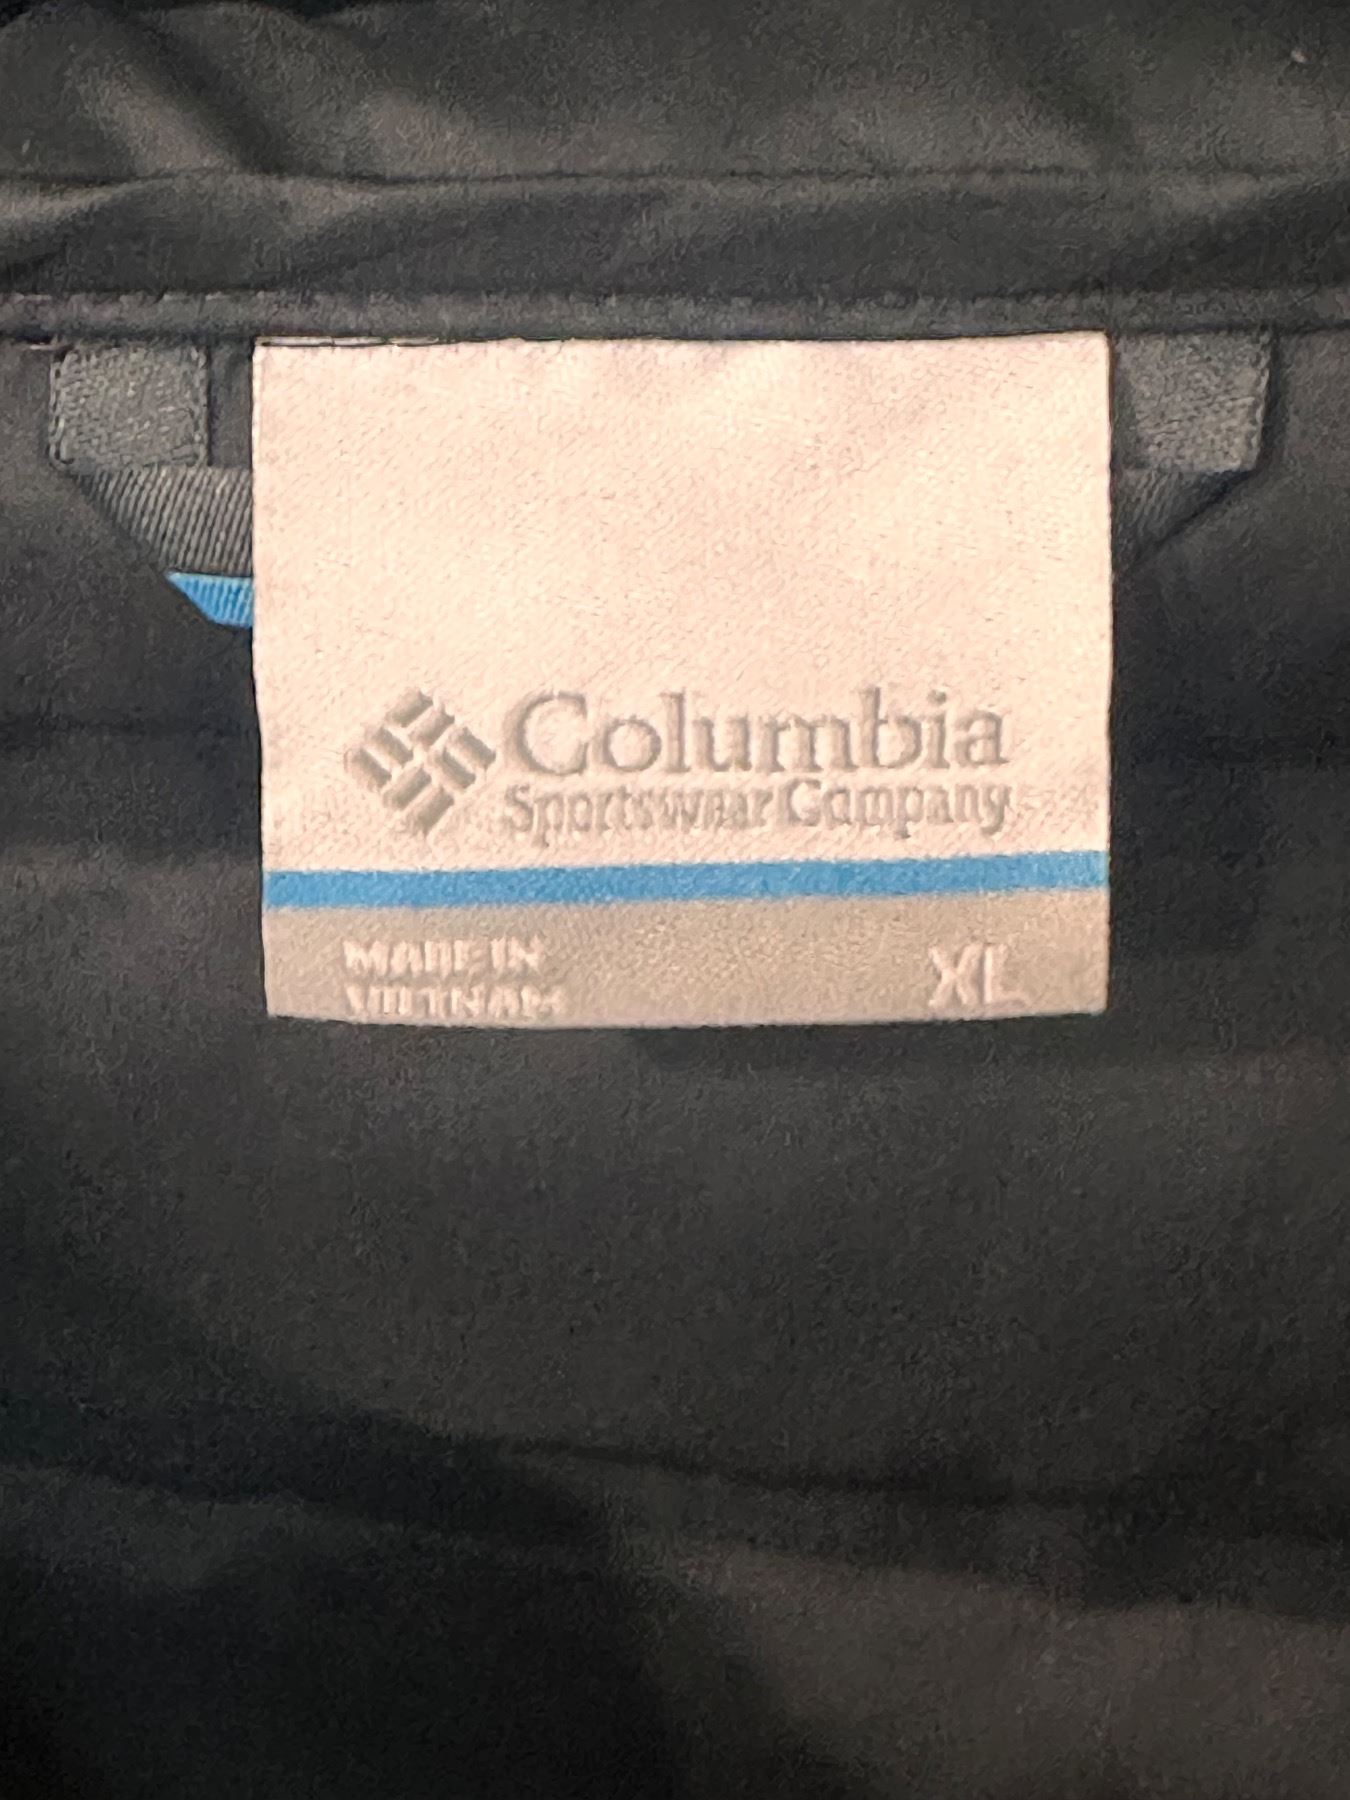 Columbia
Sportswear Company
MADE IN
VIETNAM
XL